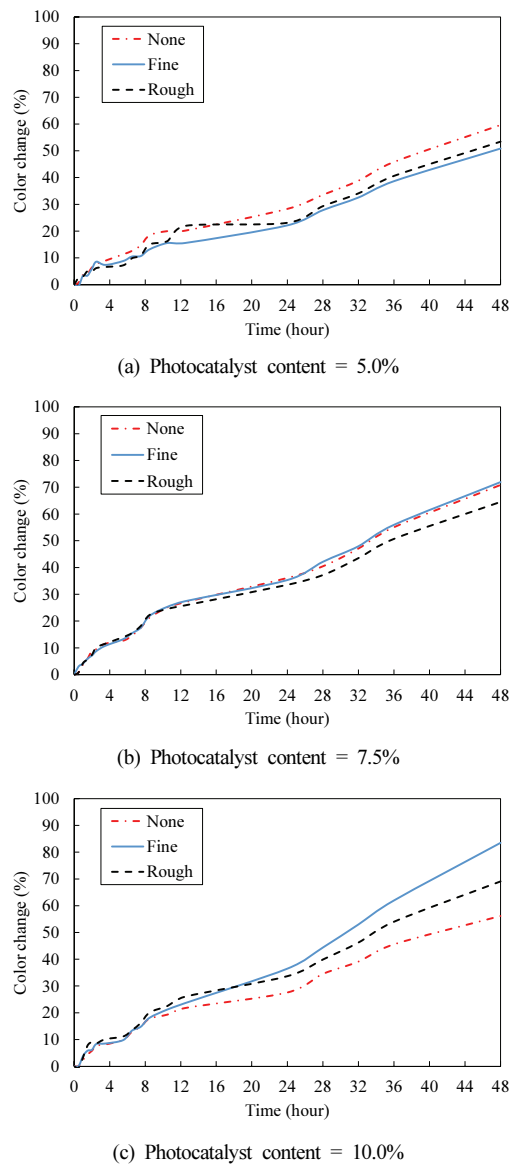 100
90
80
70
60
50
40
30
20
10
0
Color change (%)
None
Fine
Rough
0 4 8 12 16 20 24 28 32 36 40 44 48
Time (hour)
(a) Photocatalyst content = 5.0%
100
90
80
70
60
50
40
30
20
10
0
Color change (%)
None
Fine
Rough
0 4 8 12 16 20 24 28 32 36 40 44 48
Time (hour)
(b) Photocatalyst content = 7.5%
100
90
80
70
60
50
40
30
20
10
0
Color change (%)
None
Fine
Rough
0 4 8 12 16 20 24 28 32 36 40 44 48
Time (hour)
(c) Photocatalyst content = 10.0%